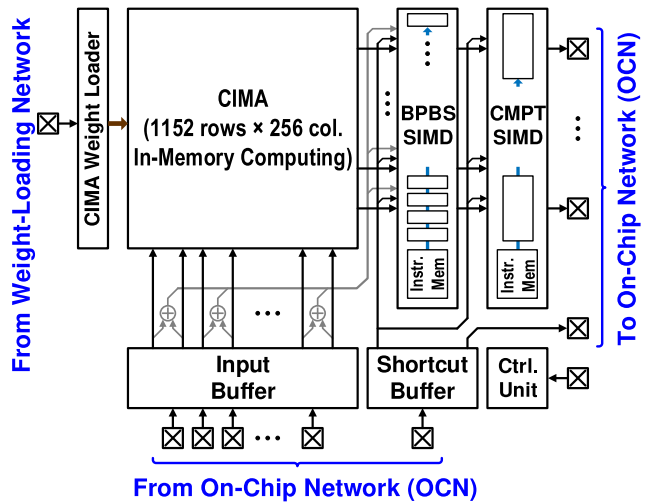 From Weight-Loading Network
CIMA Weight Loader
CIMA
(1152 rows × 256 col.
In-Memory Computing)
BPBS
SIMD
Instr.
Mem
CMPT
SIMD
Instr.
Mem
To On-Chip Network (OCN)
Input
Buffer
Shortcut
Buffer
Ctrl.
Unit
From On-Chip Network (OCN)